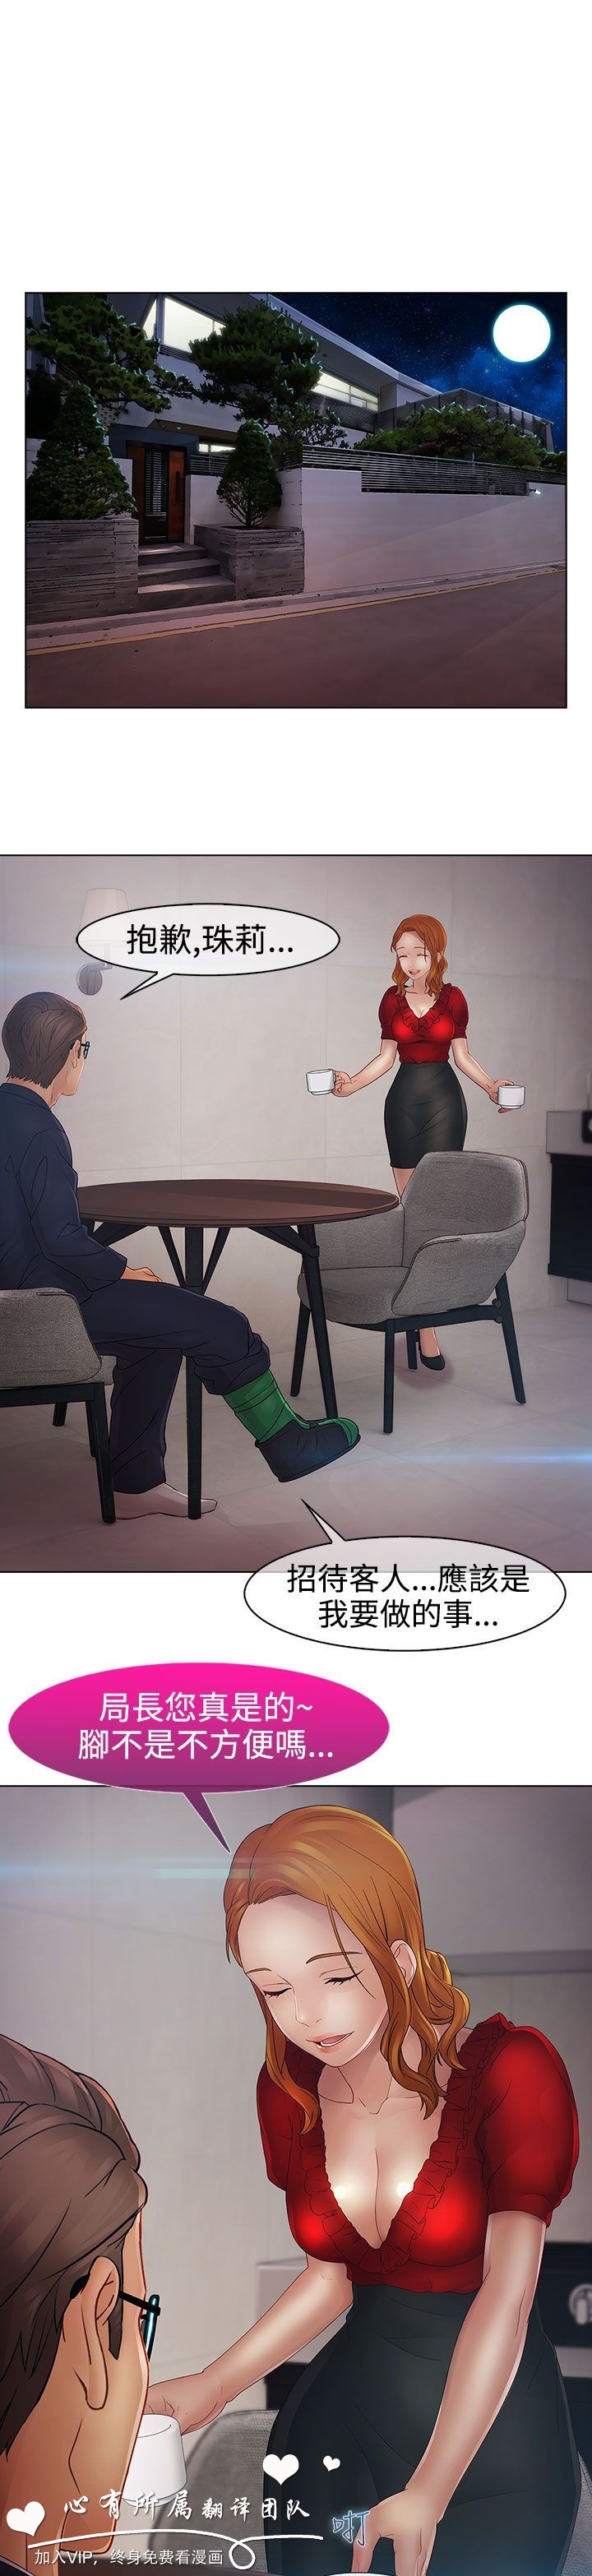 抱歉,珠莉...
招待客人...應該是
我要做的事...
局長您真是的~
腳不是不方便嗎...
叮
心有所属翻译团队
加入VIP，终身免费看漫画